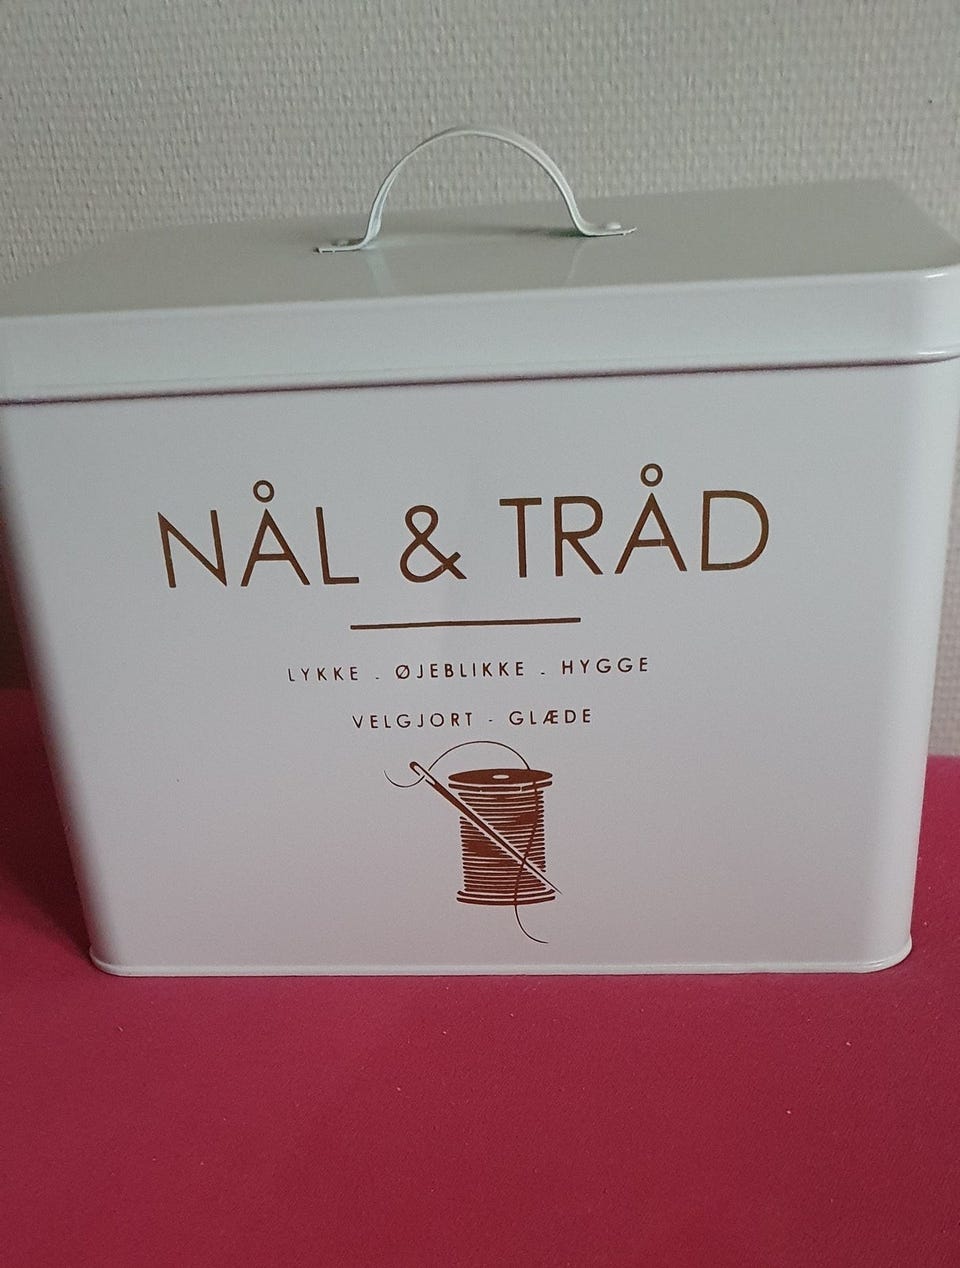 NÅL & TRÅD
LYKKE . ØJEBLIKKE . HYGGE
VELGJORT - GLÆDE